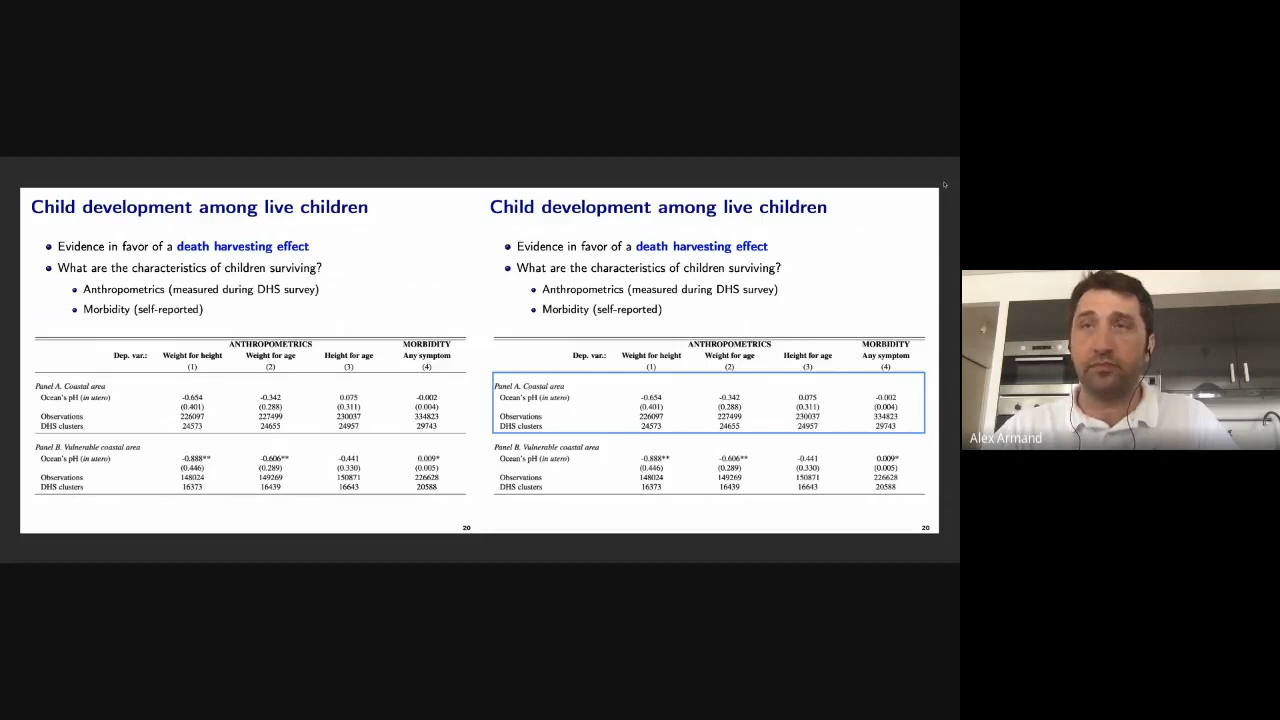 Child development among live children
Evidence in favor of a death harvesting effect
What are the characteristics of children surviving?
Anthropometrics (measured during DHS survey)
Morbidity (self-reported)
ANTHROPOMETRICS MORBIDITY
Dep. var.: Weight for height Weight for age Height for age Any symptom
(1) (2) (3) (4)
Panel A. Coastal area
Ocean's pH (in utero) -0.654 -0.342 0.075 -0.002
(0.401) (0.288) (0.311) (0.004)
Observations 226097 227499 230037 334823
DHS clusters 24573 24655 24957 29743
Panel B. Vulnerable coastal area
Ocean's pH (in utero) -0.888** -0.606** -0.441 0.009*
(0.446) (0.289) (0.330) (0.005)
Observations 148024 149269 150871 226628
DHS clusters 16373 16439 16643 20588
20
Child development among live children
Evidence in favor of a death harvesting effect
What are the characteristics of children surviving?
Anthropometrics (measured during DHS survey)
Morbidity (self-reported)
ANTHROPOMETRICS MORBIDITY
Dep. var.: Weight for height Weight for age Height for age Any symptom
(1) (2) (3) (4)
Panel A. Coastal area
Ocean's pH (in utero) -0.654 -0.342 0.075 -0.002
(0.401) (0.288) (0.311) (0.004)
Observations 226097 227499 230037 334823
DHS clusters 24573 24655 24957 29743
Panel B. Vulnerable coastal area
Ocean's pH (in utero) -0.888** -0.606** -0.441 0.009*
(0.446) (0.289) (0.330) (0.005)
Observations 148024 149269 150871 226628
DHS clusters 16373 16439 16643 20588
20
Alex Armand